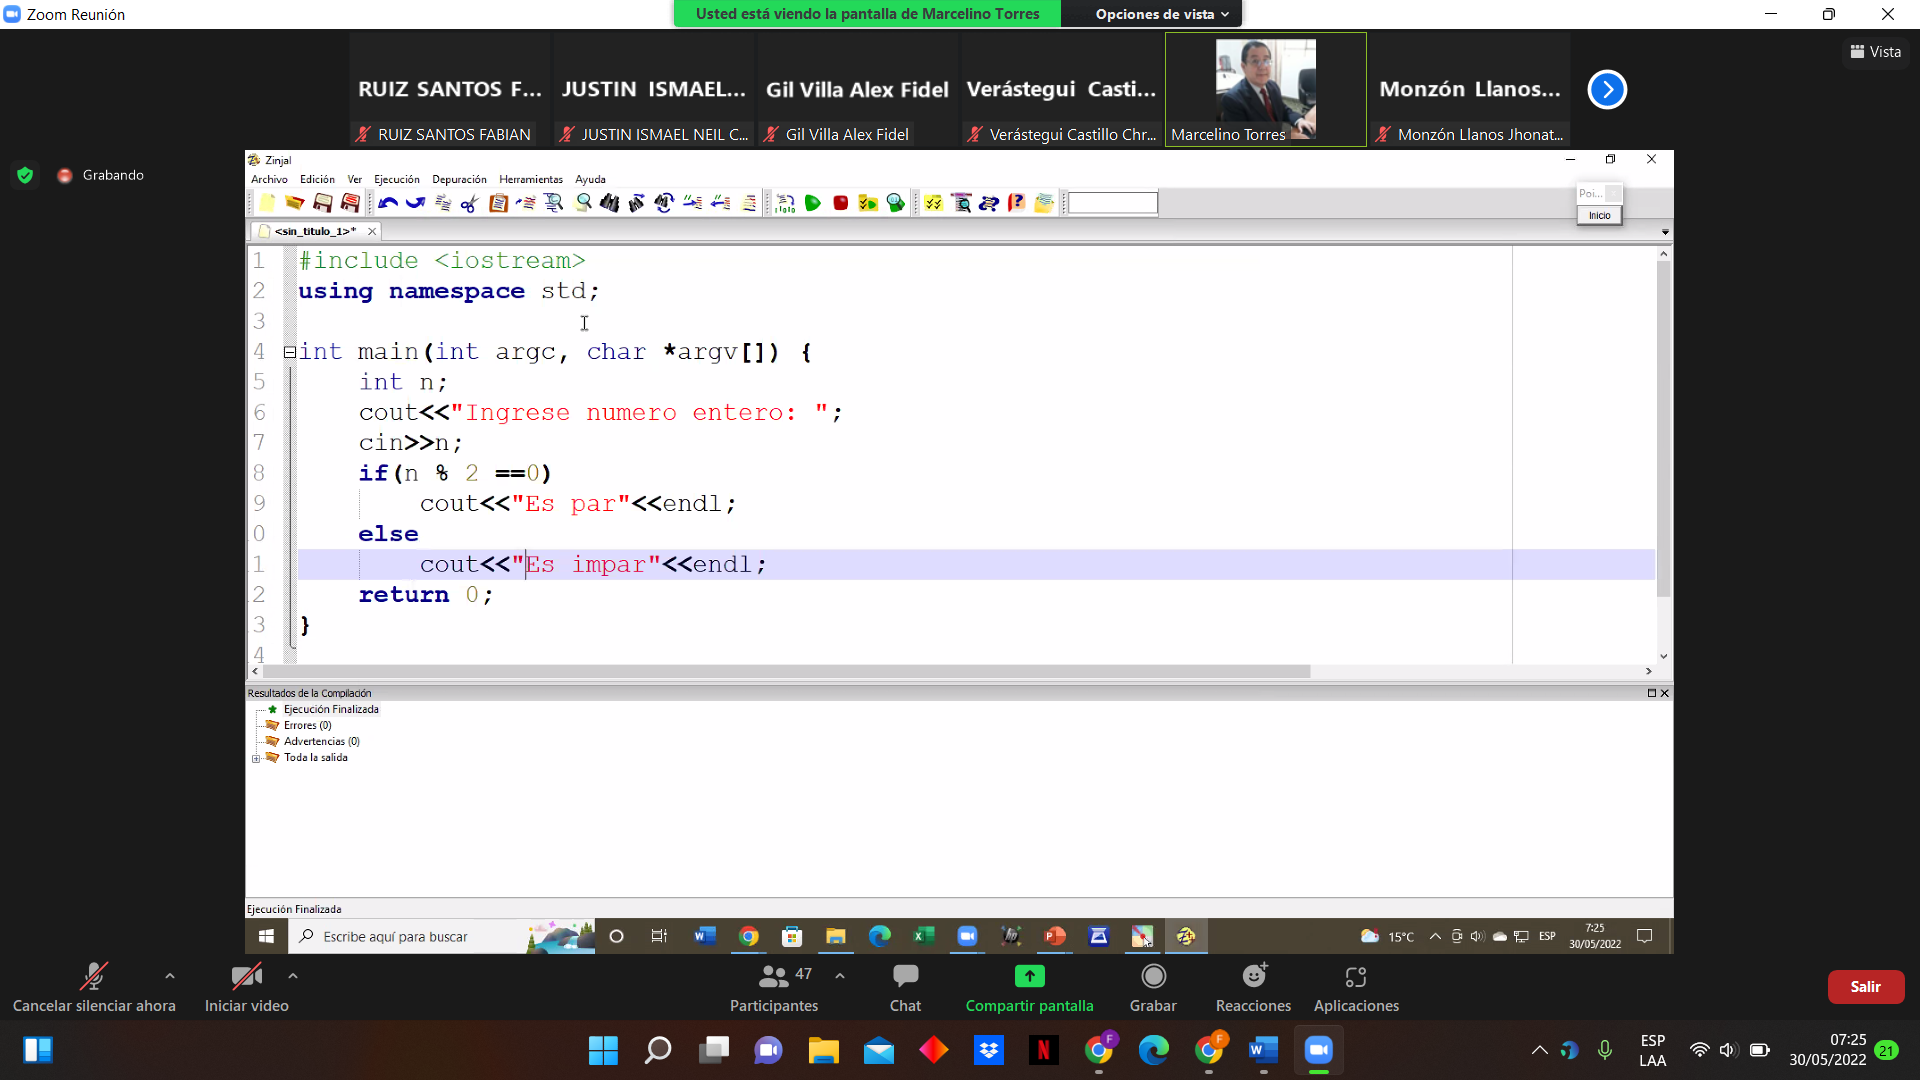 Zoom Reunión
Usted está viendo la pantalla de Marcelino Torres
Opciones de vista
Vista
RUIZ SANTOS F...
JUSTIN ISMAEL...
Gil Villa Alex Fidel
Verástegui Casti...
Monzón Llanos...
RUIZ SANTOS FABIAN
JUSTIN ISMAEL NEIL C...
Gil Villa Alex Fidel
Verástegui Castillo Chr...
Marcelino Torres
Monzón Llanos Jhonat...
Grabando
ZinjaI
Archivo Edición Ver Ejecución Depuración Herramientas Ayuda
Poi...
Inicio
<sin_titulo_1>*
1 #include <iostream>
2 using namespace std;
3
4 int main(int argc, char *argv[]) {
5 int n;
6 cout<<"Ingrese numero entero: ";
7 cin>>n;
8 if(n % 2 ==0)
9 cout<<"Es par"<<endl;
0 else
1 cout<<"Es impar"<<endl;
2 return 0;
3 }
4
Resultados de la Compilación
Ejecución Finalizada
Errores (0)
Advertencias (0)
Toda la salida
Ejecución Finalizada
Escribe aquí para buscar
15°C
ESP
7:25
30/05/2022
Cancelar silenciar ahora
Iniciar video
47
Participantes
Chat
Compartir pantalla
Grabar
Reacciones
Aplicaciones
Salir
ESP
LAA
07:25
30/05/2022
21